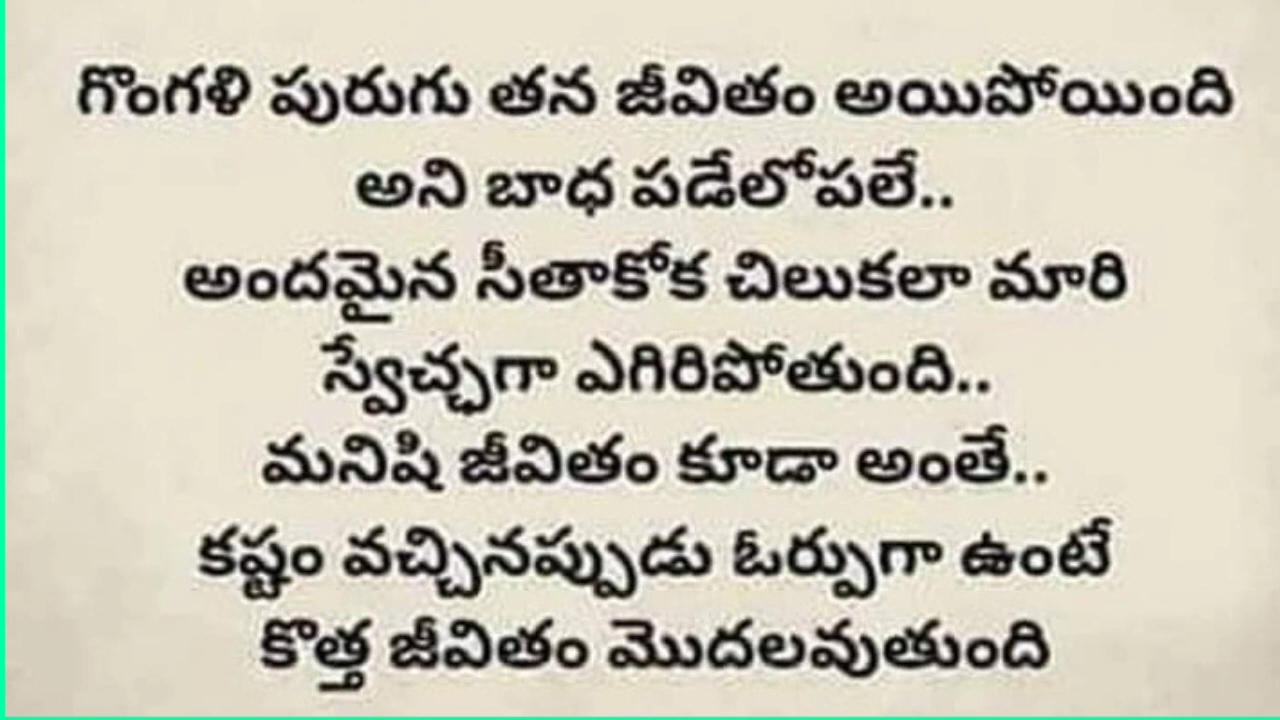 గొంగళి పురుగు తన జీవితం అయిపోయింది
అని బాధ పడేలోపలే..
అందమైన సీతాకోక చిలుకలా మారి
స్వేచ్ఛగా ఎగిరిపోతుంది..
మనిషి జీవితం కూడా అంతే..
కష్టం వచ్చినప్పుడు ఓర్పుగా ఉంటే
కొత్త జీవితం మొదలవుతుంది